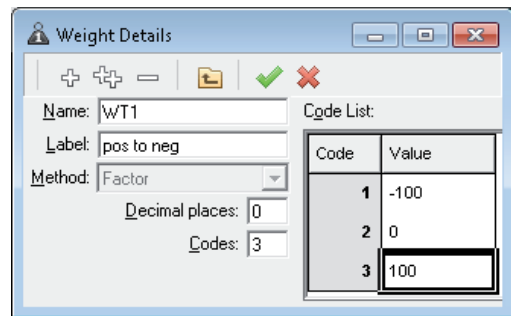 Weight Details
Name: WT1
Label: pos to neg
Method: Factor
Decimal places: 0
Codes: 3
Code List:
Code Value
1 -100
2 0
3 100